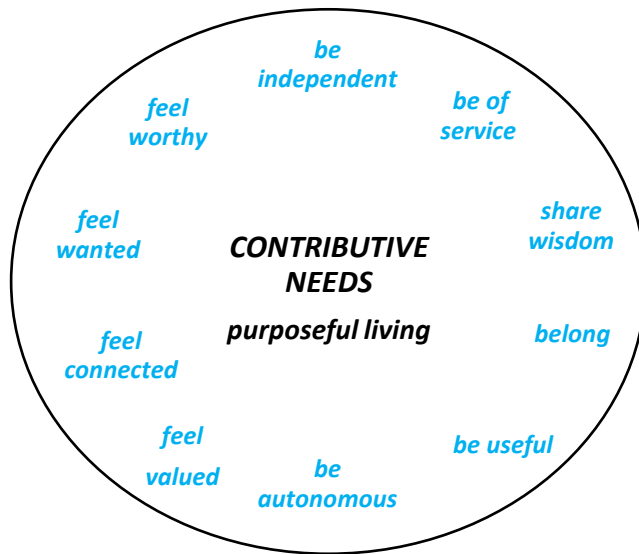 be
independent
be of
service
share
wisdom
belong
be useful
be
autonomous
feel
valued
feel
connected
feel
wanted
feel
worthy
CONTRIBUTIVE
NEEDS
purposeful living